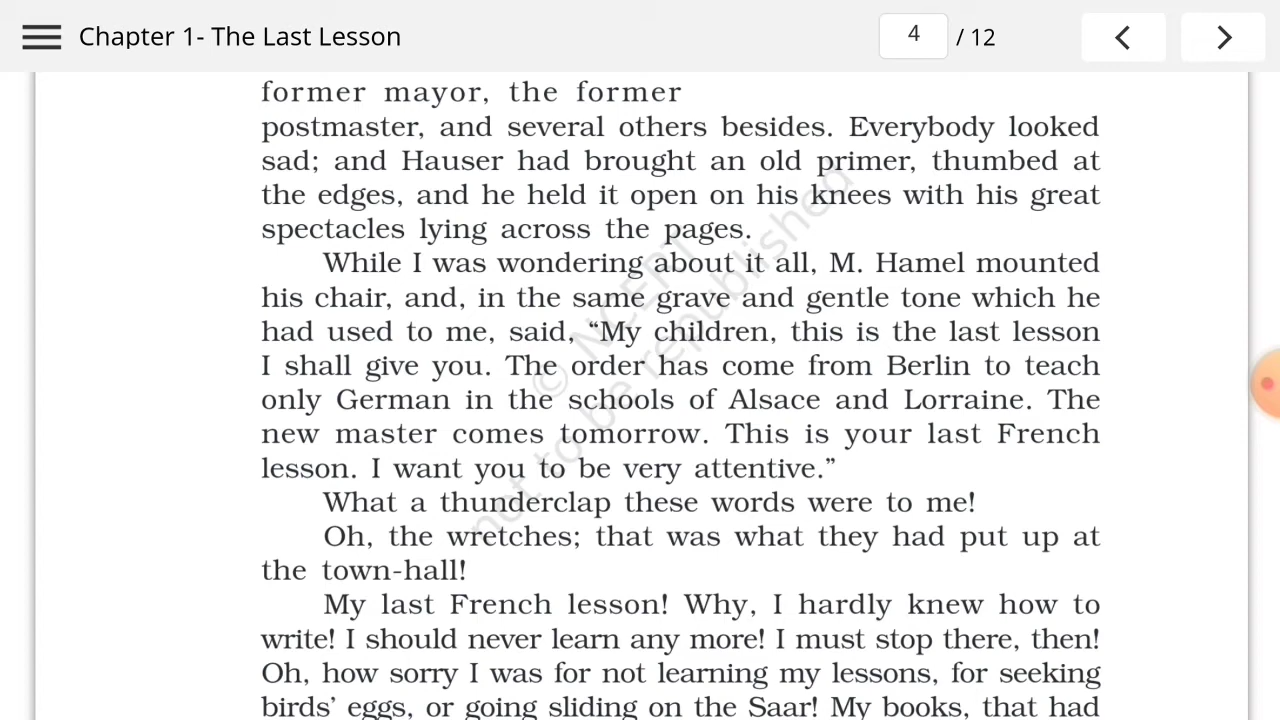 Chapter 1- The Last Lesson
4 / 12
former mayor, the former
postmaster, and several others besides. Everybody looked
sad; and Hauser had brought an old primer, thumbed at
the edges, and he held it open on his knees with his great
spectacles lying across the pages.
While I was wondering about it all, M. Hamel mounted
his chair, and, in the same grave and gentle tone which he
had used to me, said, “My children, this is the last lesson
I shall give you. The order has come from Berlin to teach
only German in the schools of Alsace and Lorraine. The
new master comes tomorrow. This is your last French
lesson. I want you to be very attentive.”
What a thunderclap these words were to me!
Oh, the wretches; that was what they had put up at
the town-hall!
My last French lesson! Why, I hardly knew how to
write! I should never learn any more! I must stop there, then!
Oh, how sorry I was for not learning my lessons, for seeking
birds’ eggs, or going sliding on the Saar! My books, that had
© NCERT
not to be republished